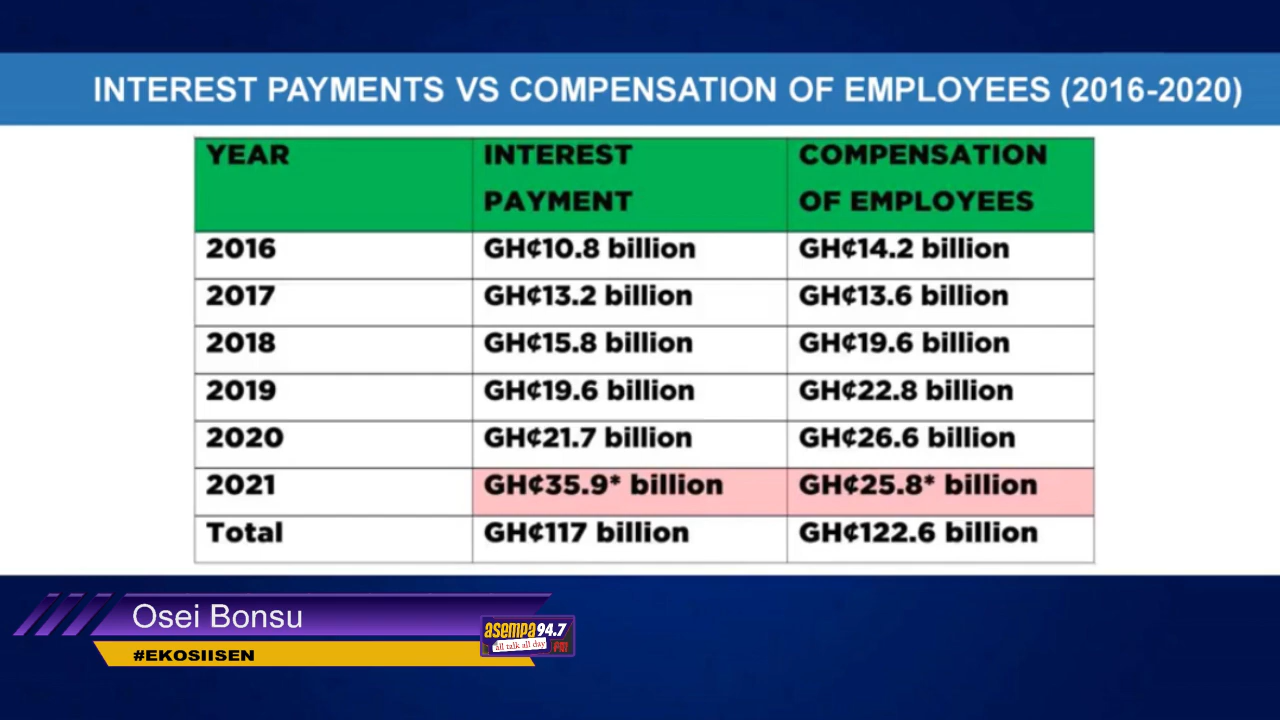 INTEREST PAYMENTS VS COMPENSATION OF EMPLOYEES (2016-2020)
YEAR INTEREST PAYMENT COMPENSATION OF EMPLOYEES
2016 GH¢10.8 billion GH¢14.2 billion
2017 GH¢13.2 billion GH¢13.6 billion
2018 GH¢15.8 billion GH¢19.6 billion
2019 GH¢19.6 billion GH¢22.8 billion
2020 GH¢21.7 billion GH¢26.6 billion
2021 GH¢35.9* billion GH¢25.8* billion
Total GH¢117 billion GH¢122.6 billion
Osei Bonsu
#EKOSIISEN
asempa 94.7
all talk all day FM